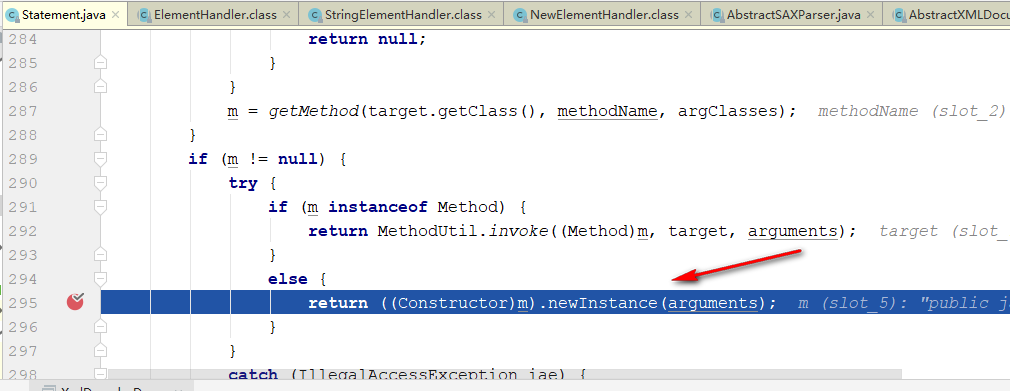 Statement.java × ElementHandler.class × StringElementHandler.class × NewElementHandler.class × AbstractSAXParser.java × AbstractXMLDocu
284 return null;
285 }
286 }
287 m = getMethod(target.getClass(), methodName, argClasses); methodName (slot_2)
288 }
289 if (m != null) {
290 try {
291 if (m instanceof Method) {
292 return MethodUtil.invoke((Method)m, target, arguments); target (slot_
293 }
294 else {
295 return ((Constructor)m).newInstance(arguments); m (slot_5): "public j
296 }
297 }
298 catch (IllegalAccessException iae) {